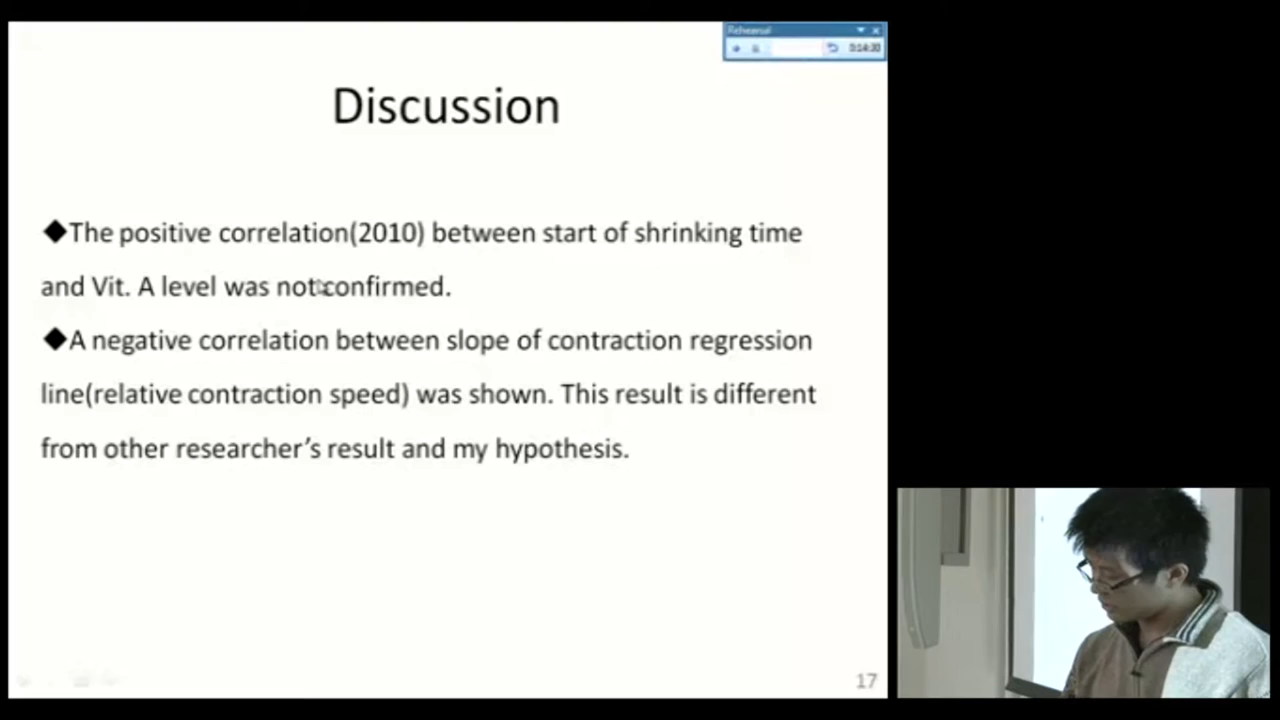 Rehearsal
0:14:30
Discussion
◆The positive correlation(2010) between start of shrinking time
and Vit. A level was not confirmed.
◆A negative correlation between slope of contraction regression
line(relative contraction speed) was shown. This result is different
from other researcher’s result and my hypothesis.
17